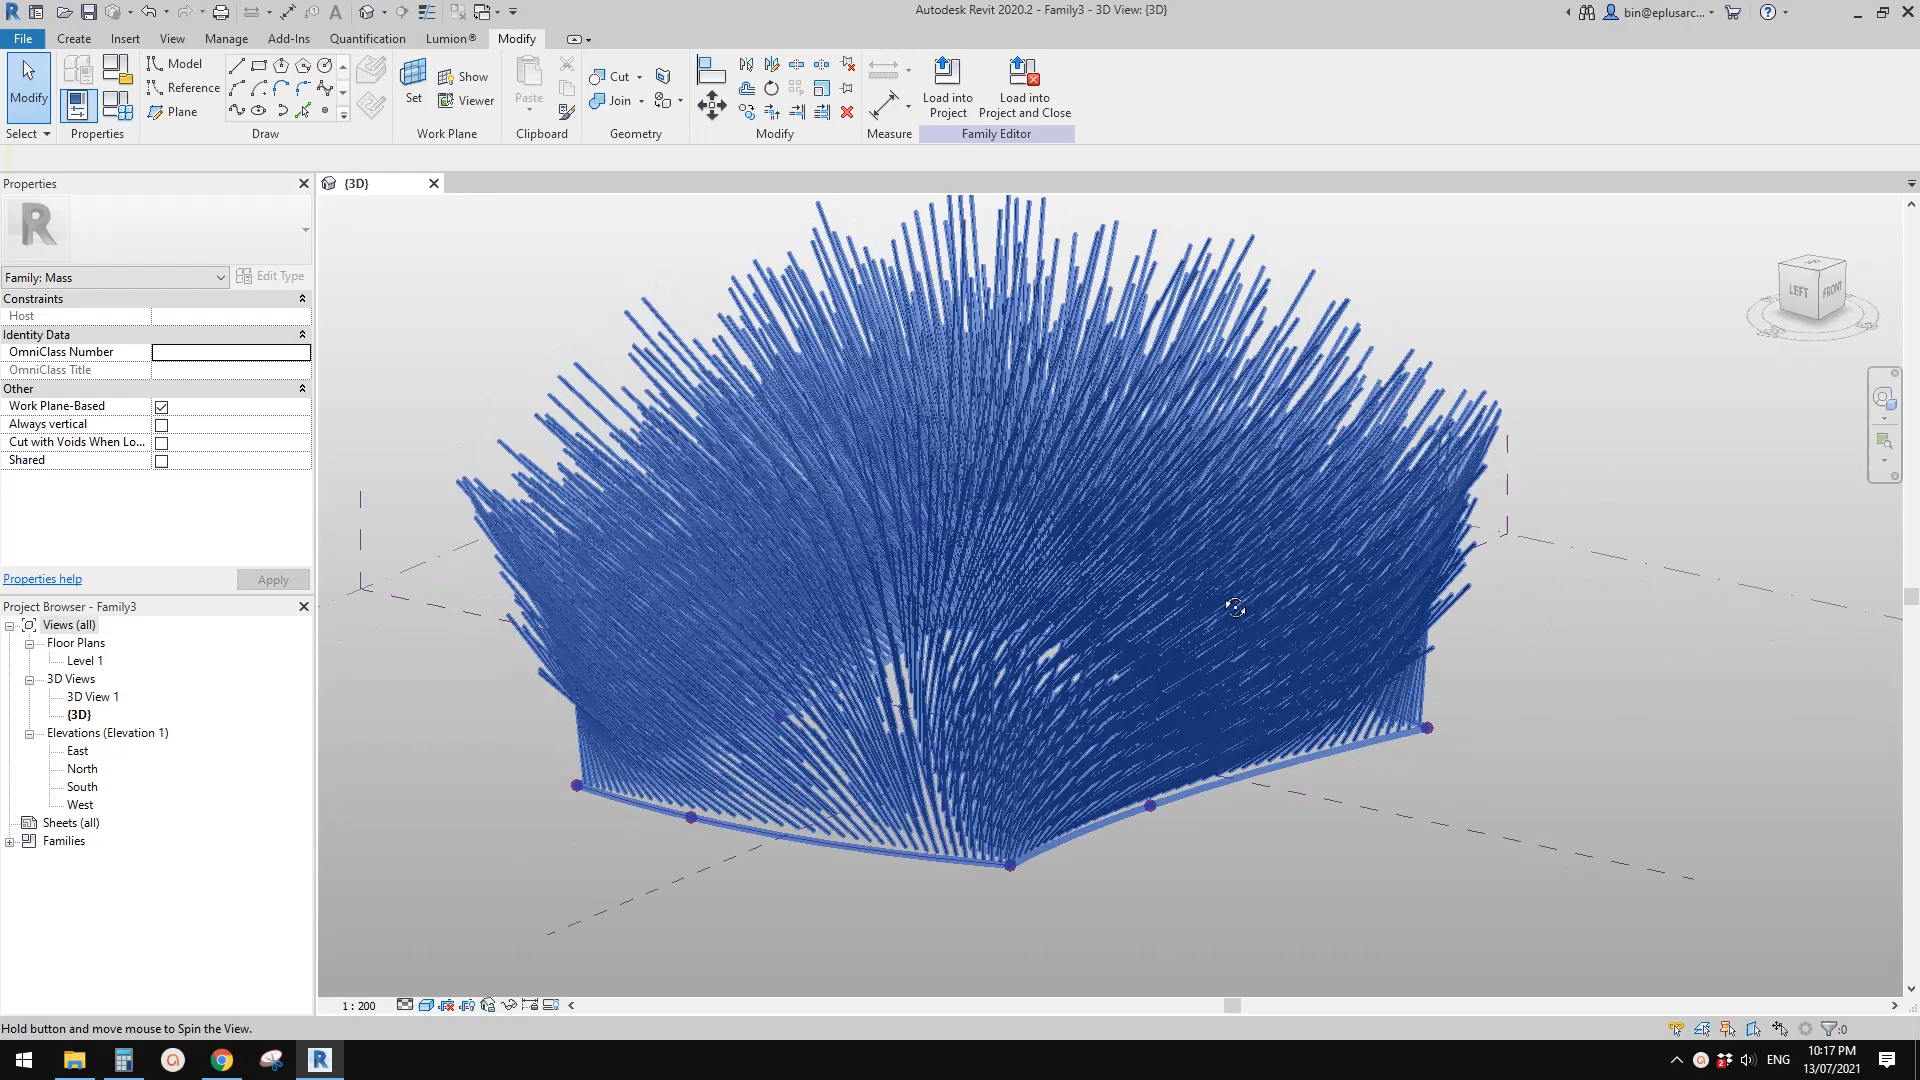 Autodesk Revit 2020.2 - Family3 - 3D View: {3D}
bin@eplusarc...
File Create Insert View Manage Add-Ins Quantification Lumion® Modify
Modify
Select
Properties
Model
Reference
Plane
Draw
Set
Show
Viewer
Work Plane
Paste
Clipboard
Cut
Join
Geometry
Modify
Measure
Load into
Project
Load into
Project and Close
Family Editor
Properties
{3D}
R
Family: Mass
Edit Type
Constraints
Host
Identity Data
OmniClass Number
OmniClass Title
Other
Work Plane-Based
Always vertical
Cut with Voids When Lo...
Shared
Properties help
Apply
LEFT
FRONT
Project Browser - Family3
Views (all)
Floor Plans
Level 1
3D Views
3D View 1
{3D}
Elevations (Elevation 1)
East
North
South
West
Sheets (all)
Families
1 : 200
Hold button and move mouse to Spin the View.
:0
ENG
10:17 PM
13/07/2021